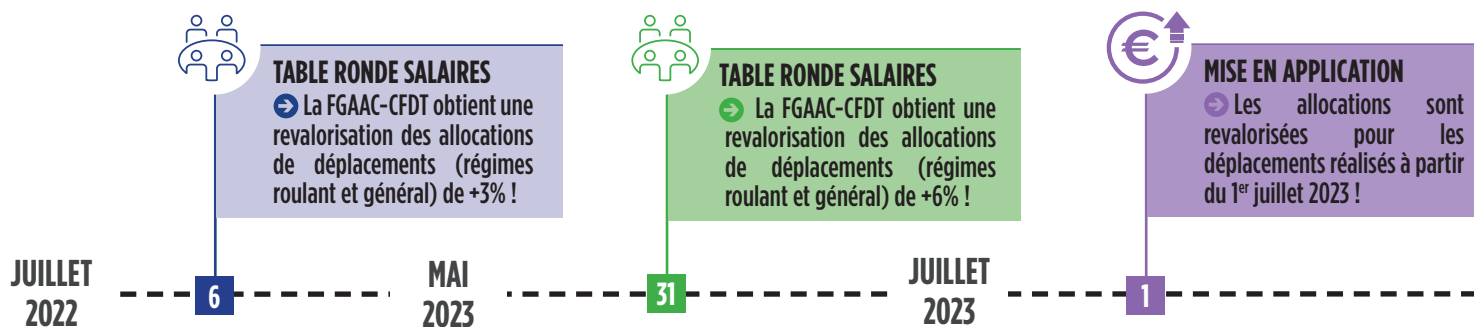 TABLE RONDE SALAIRES
La FGAAC-CFDT obtient une
revalorisation des allocations
de déplacements (régimes
roulant et général) de +3% !
TABLE RONDE SALAIRES
La FGAAC-CFDT obtient une
revalorisation des allocations
de déplacements (régimes
roulant et général) de +6% !
€
MISE EN APPLICATION
Les allocations sont
revalorisées pour les
déplacements réalisés à partir
du 1er juillet 2023 !
JUILLET
2022
6
MAI
2023
31
JUILLET
2023
1